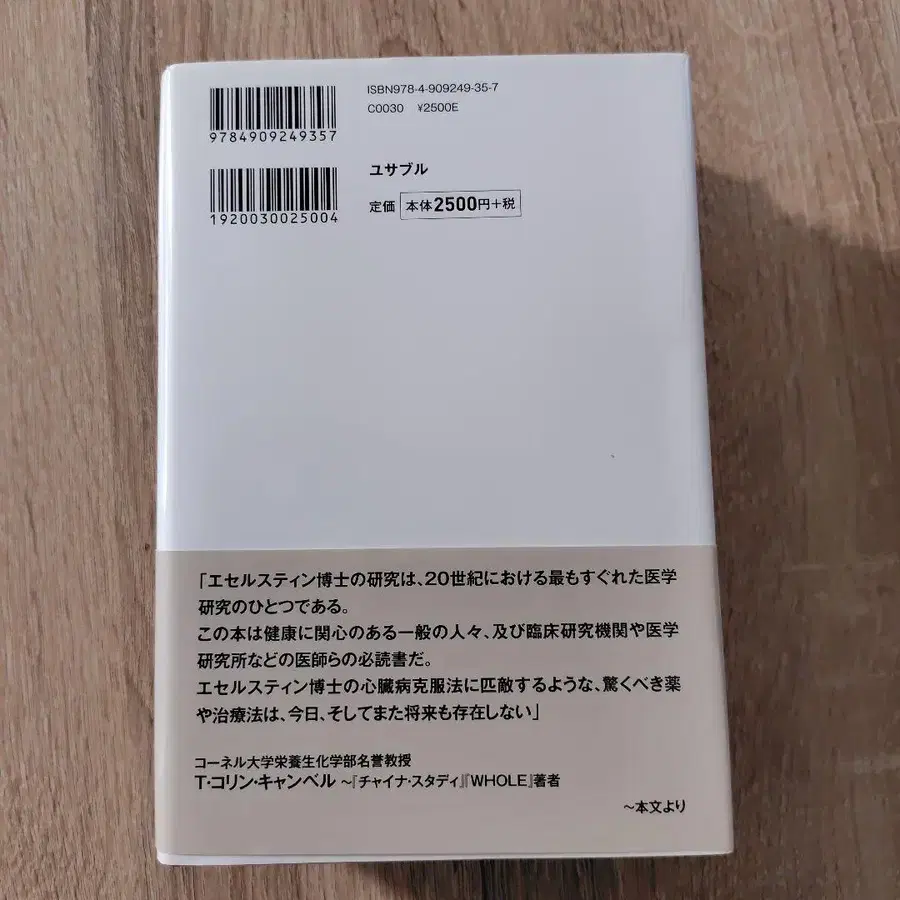 ISBN978-4-909249-35-7
C0030 ¥2500E
9784909249357
ユサブル
定価 本体2500円+税
1920030025004
「エセルスティン博士の研究は、20世紀における最もすぐれた医学
研究のひとつである。
この本は健康に関心のある一般の人々、及び臨床研究機関や医学
研究所などの医師らの必読書だ。
エセルスティン博士の心臓病克服法に匹敵するような、驚くべき薬
や治療法は、今日、そしてまた将来も存在しない」
コーネル大学栄養生化学部名誉教授
T・コリン・キャンベル 〜『チャイナ・スタディ』『WHOLE』著者
〜本文より